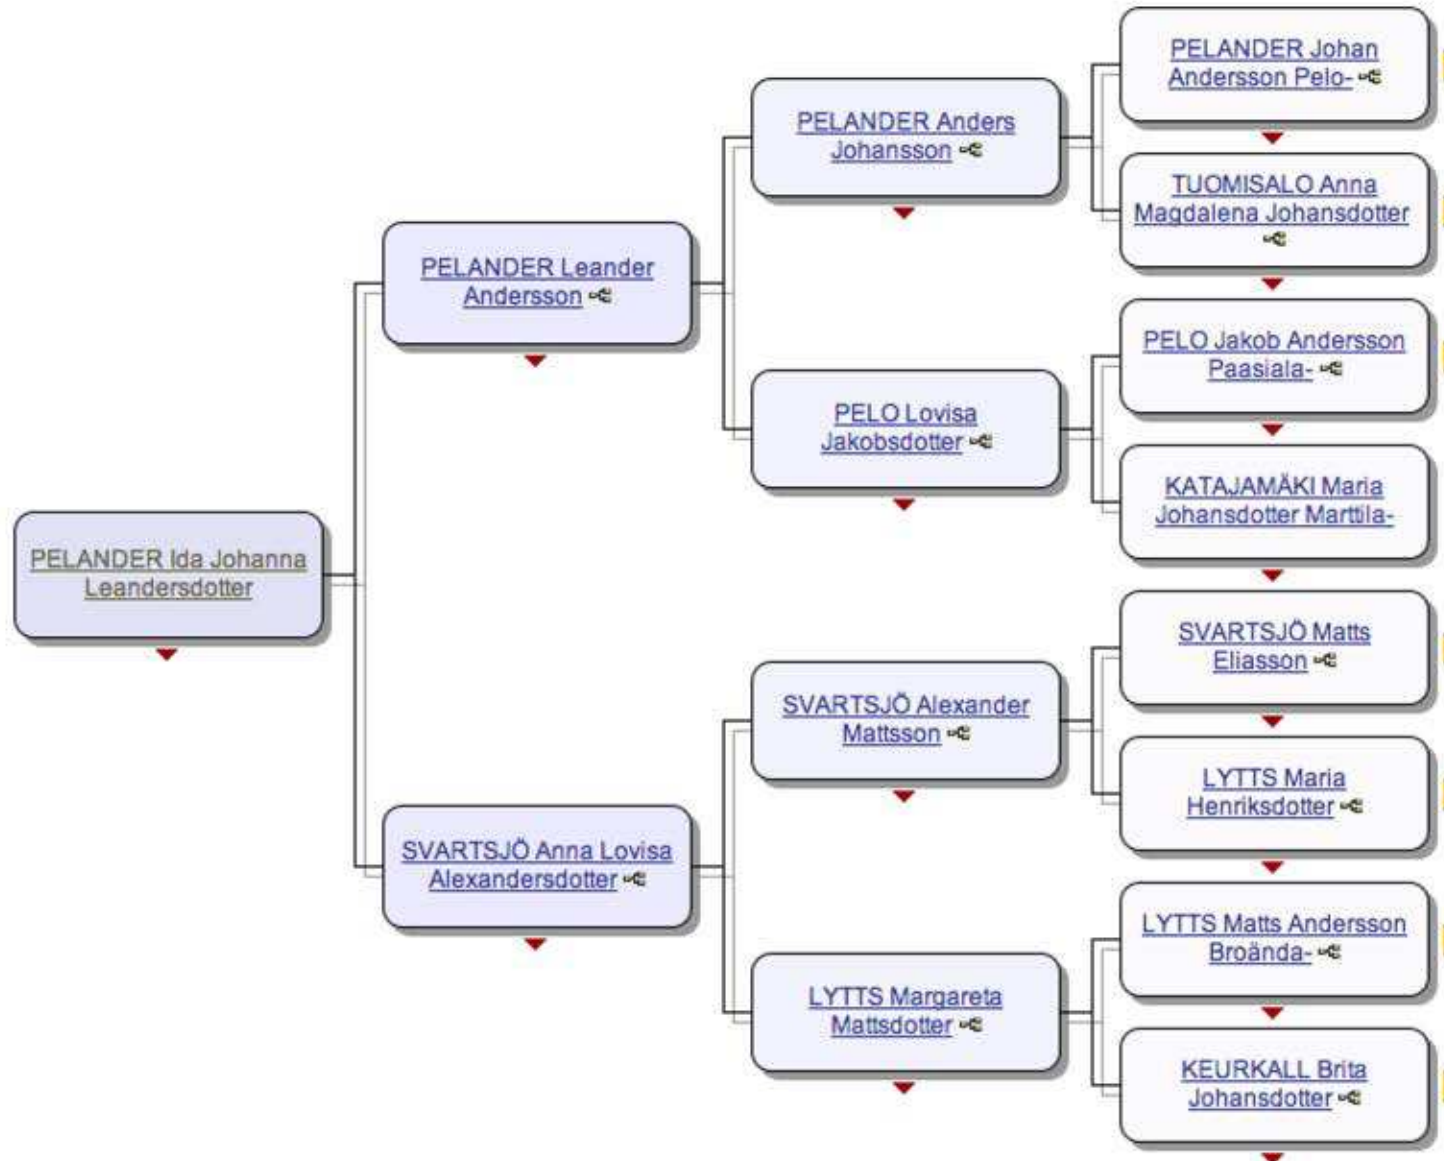 PELANDER Johan
Andersson Pelo-
PELANDER Anders
Johansson
TUOMISALO Anna
Magdalena Johansdotter
PELANDER Leander
Andersson
PELO Jakob Andersson
Paasiala-
PELO Lovisa
Jakobsdotter
KATAJAMÄKI Maria
Johansdotter Marttila-
PELANDER Ida Johanna
Leandersdotter
SVARTSJÖ Matts
Eliasson
SVARTSJÖ Alexander
Mattsson
LYTTS Maria
Henriksdotter
SVARTSJÖ Anna Lovisa
Alexandersdotter
LYTTS Matts Andersson
Broända-
LYTTS Margareta
Mattsdotter
KEURKALL Brita
Johansdotter